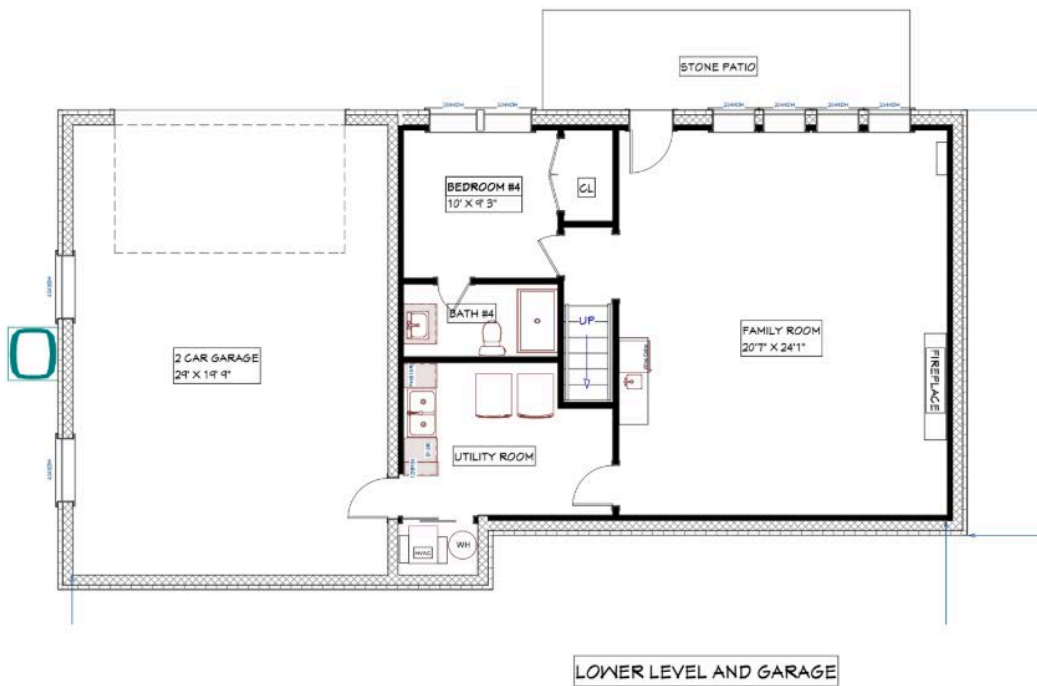 STONE PATIO
BEDROOM #4
10' X 9' 3"
CL
BATH #4
UP
2 CAR GARAGE
29' X 19' 9"
FAMILY ROOM
20'7" X 24'1"
FIREPLACE
UTILITY ROOM
HVAC
WH
LOWER LEVEL AND GARAGE